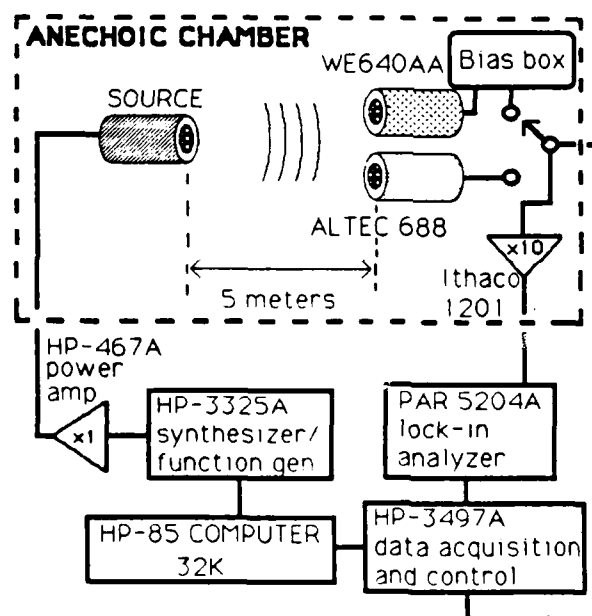 ANECHOIC CHAMBER
WE640AA
Bias box
SOURCE
ALTEC 688
x10
5 meters
Ithaco
1201
HP-467A
power
amp
x1
HP-3325A
synthesizer/
function gen
PAR 5204A
lock-in
analyzer
HP-85 COMPUTER
32K
HP-3497A
data acquisition
and control